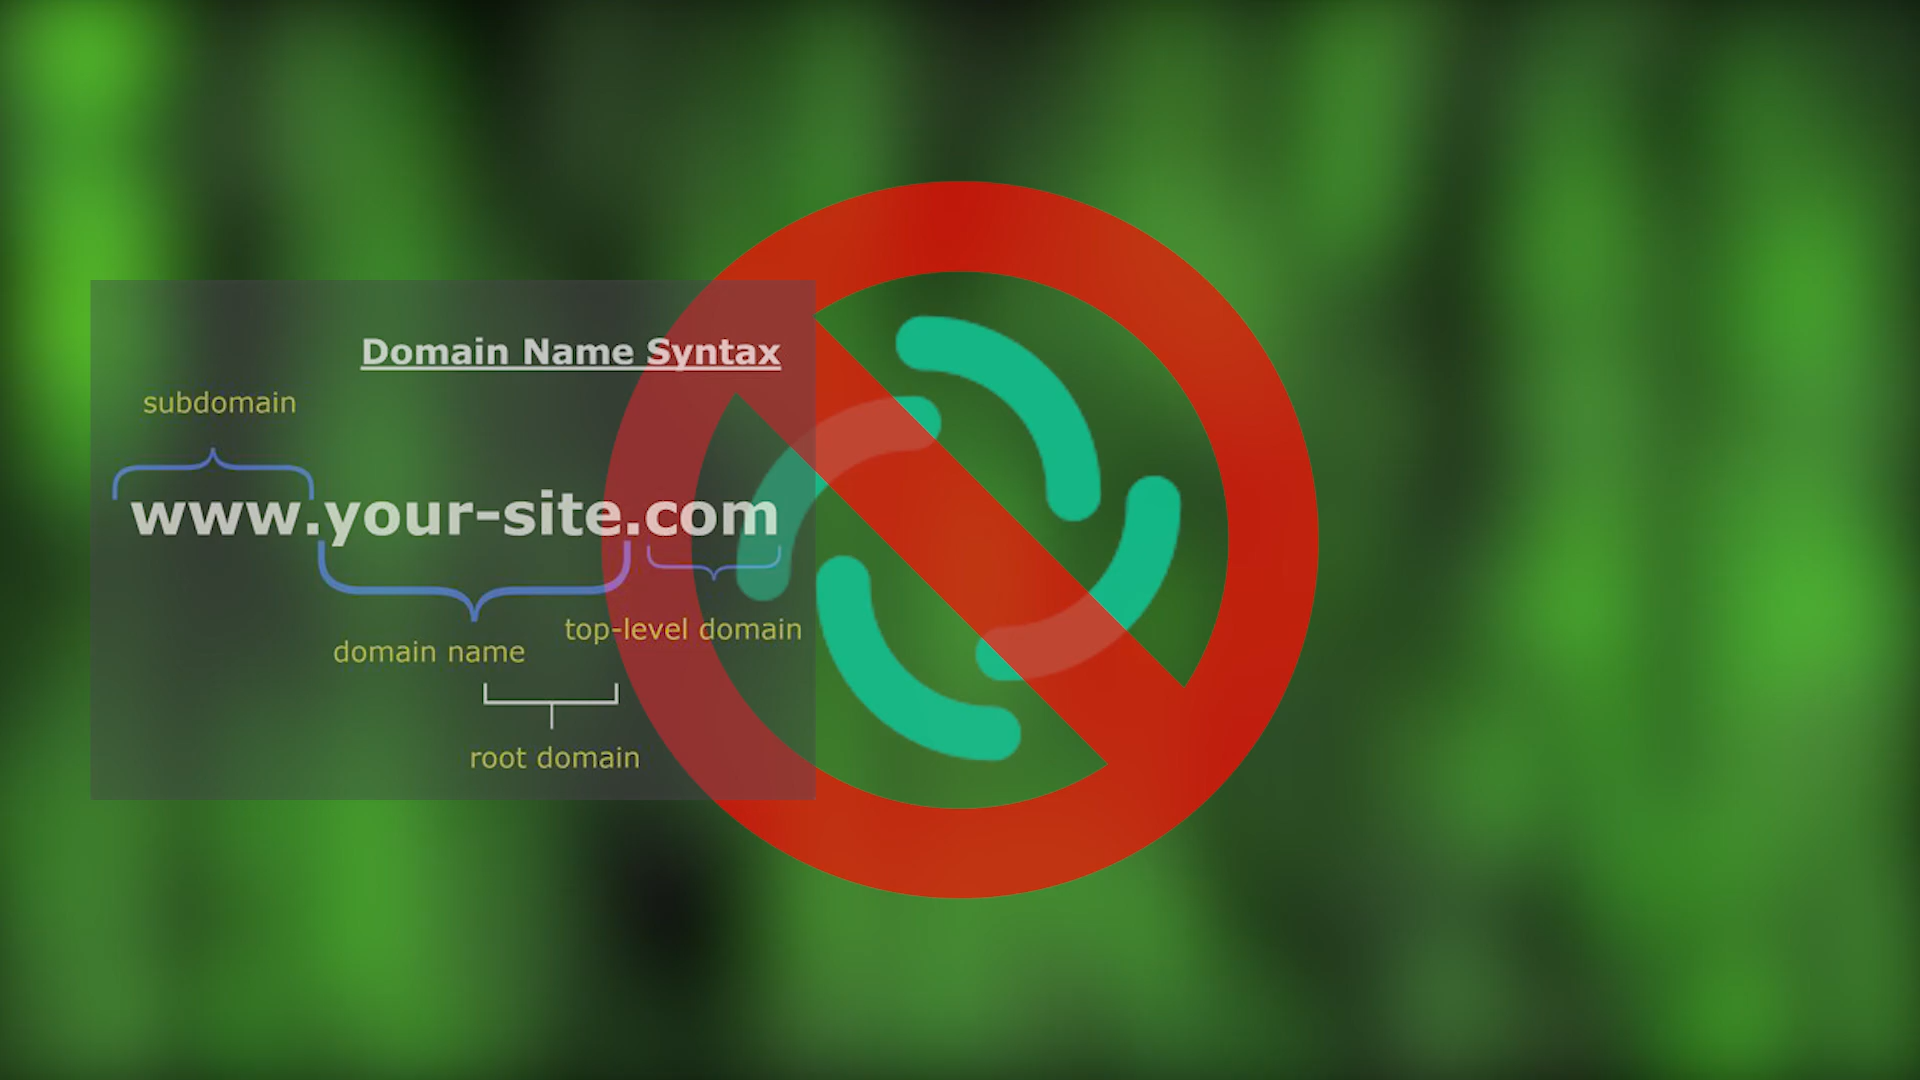 Domain Name Syntax
subdomain
www.your-site.com
top-level domain
domain name
root domain